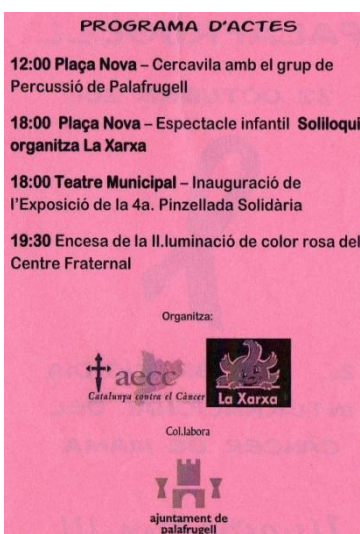 PROGRAMA D'ACTES
12:00 Plaça Nova – Cercavila amb el grup de
Percussió de Palafrugell
18:00 Plaça Nova – Espectacle infantil Soliloqui
organitza La Xarxa
18:00 Teatre Municipal – Inauguració de
l'Exposició de la 4a. Pinzellada Solidària
19:30 Encesa de la Il.luminació de color rosa del
Centre Fraternal
Organitza:
aecc
Catalunya contra el Càncer
La Xarxa
Col.labora
ajuntament de
palafrugell